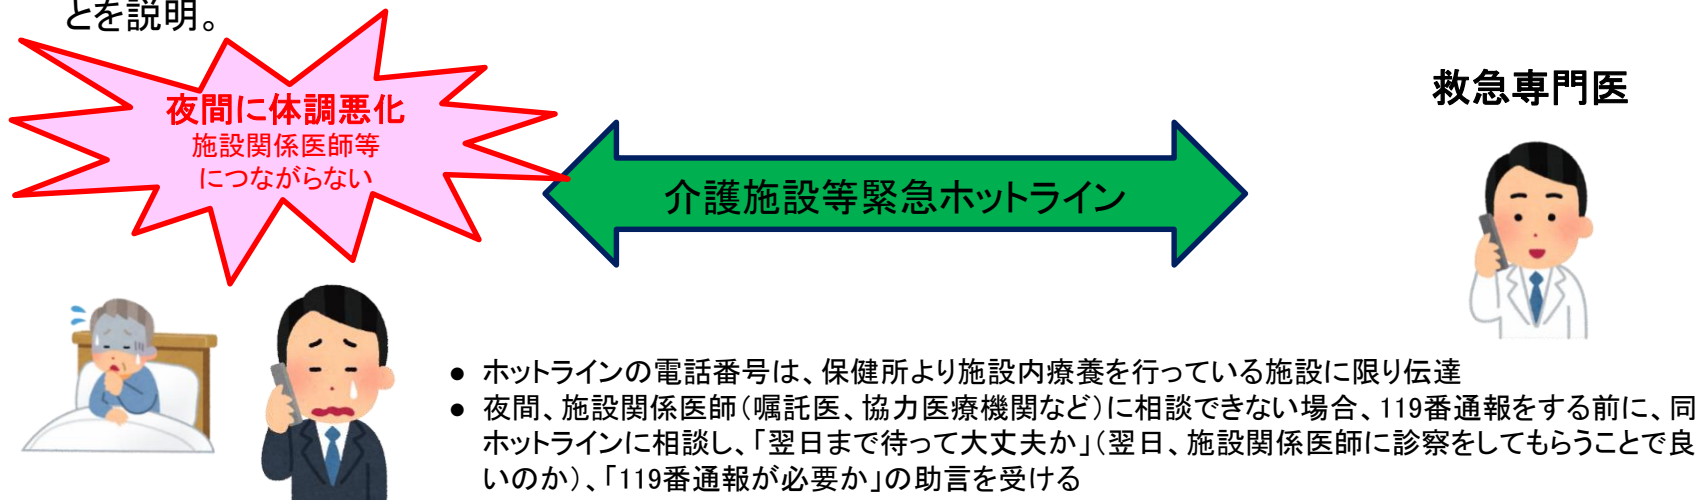 とを説明。
夜間に体調悪化
施設関係医師等
につながらない
介護施設等緊急ホットライン
救急専門医
● ホットラインの電話番号は、保健所より施設内療養を行っている施設に限り伝達
● 夜間、施設関係医師（嘱託医、協力医療機関など）に相談できない場合、119番通報をする前に、同
ホットラインに相談し、「翌日まで待って大丈夫か」（翌日、施設関係医師に診察をしてもらうことで良
いのか）、「119番通報が必要か」の助言を受ける